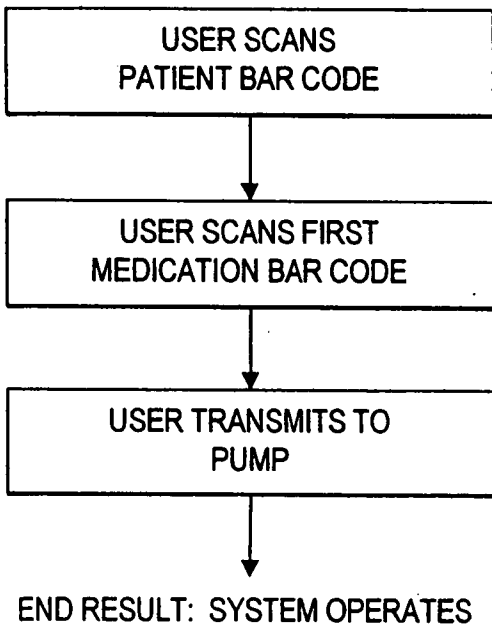 USER SCANS
PATIENT BAR CODE
USER SCANS FIRST
MEDICATION BAR CODE
USER TRANSMITS TO
PUMP
END RESULT: SYSTEM OPERATES